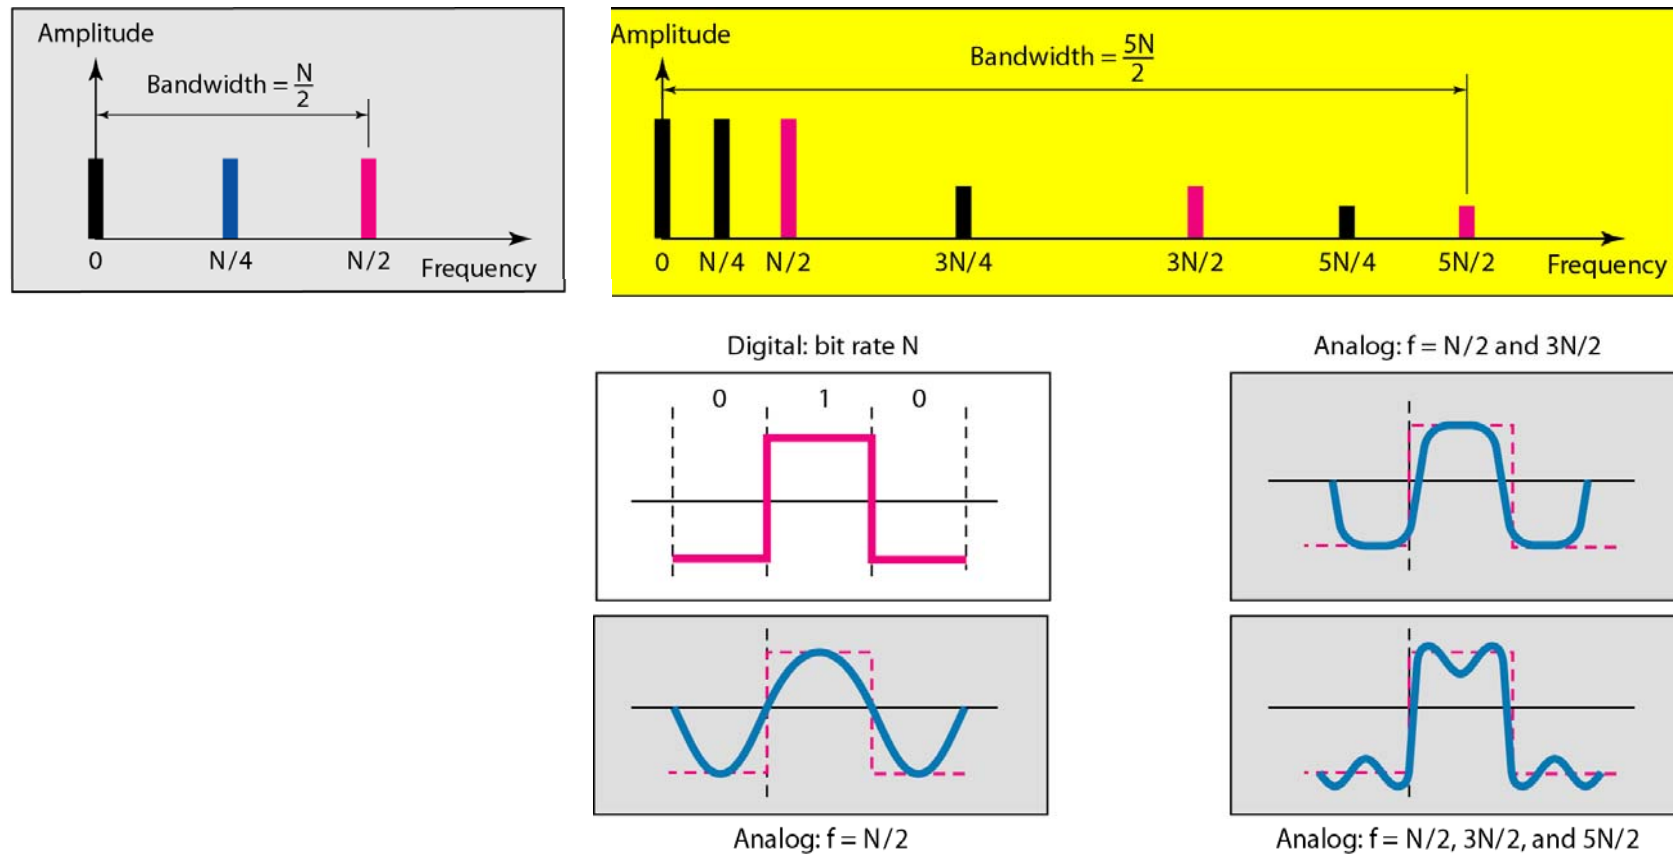 Amplitude
Bandwidth = N/2
0 N/4 N/2 Frequency
Amplitude
Bandwidth = 5N/2
0 N/4 N/2 3N/4 3N/2 5N/4 5N/2 Frequency
Digital: bit rate N
0 1 0
Analog: f = N/2 and 3N/2
Analog: f = N/2
Analog: f = N/2, 3N/2, and 5N/2